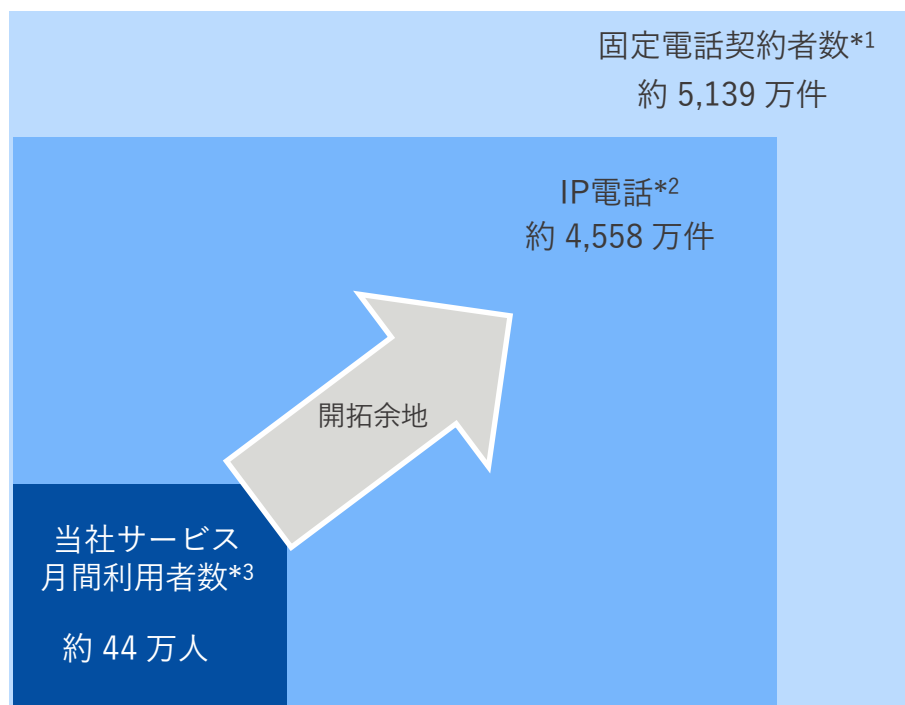 固定電話契約者数*1
約 5,139 万件
IP電話*2
約 4,558 万件
開拓余地
当社サービス
月間利用者数*3
約 44 万人